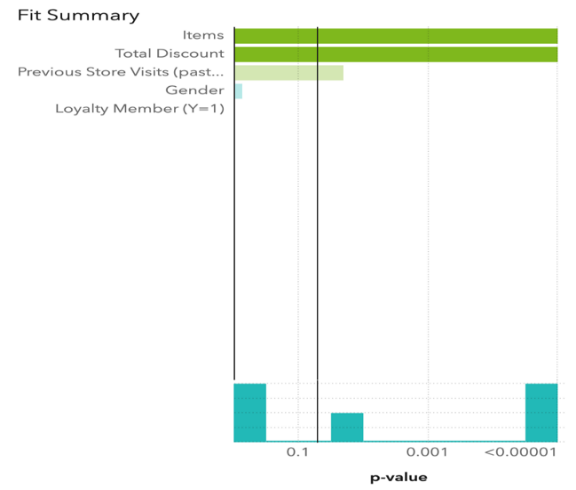 Fit Summary
Items
Total Discount
Previous Store Visits (past...
Gender
Loyalty Member (Y=1)
0.1 0.001 <0.00001
p-value